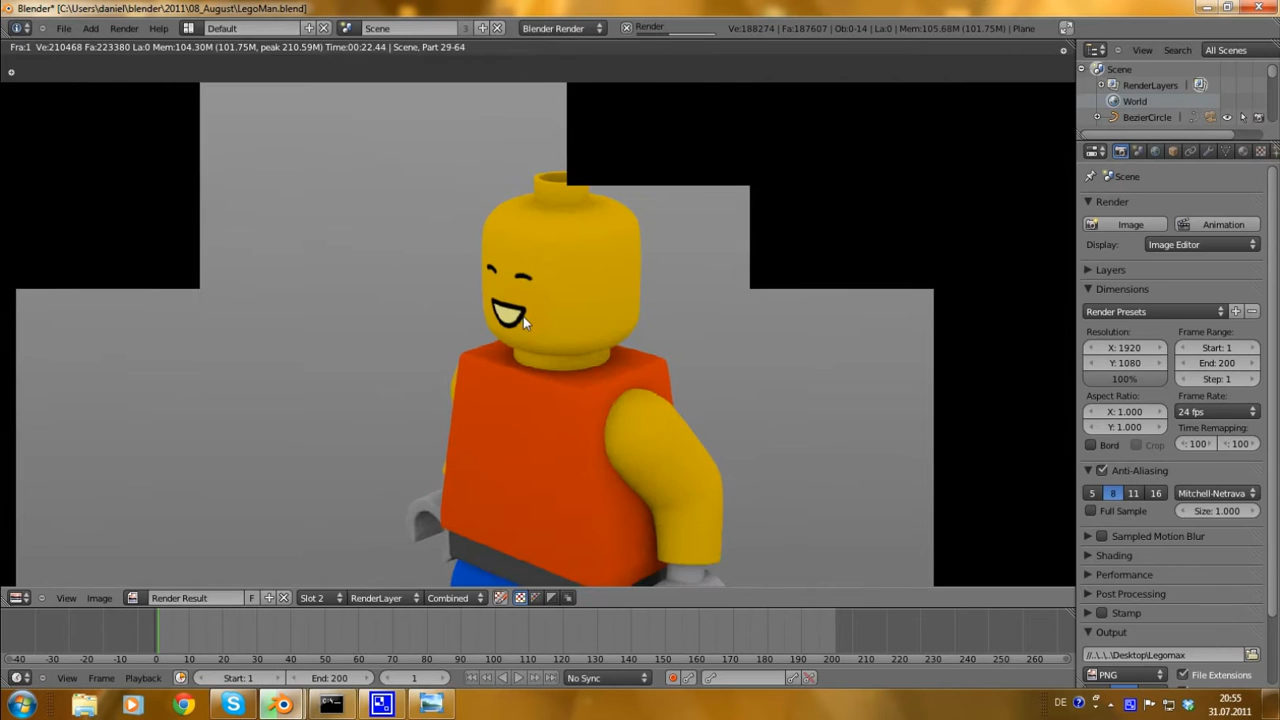 Blender* [C:\Users\daniel\blender\2011\08_August\LegoMan.blend]
File Add Render Help Default Scene 3 Blender Render Render Ve:188274 | Fa:187607 | Ob:0-14 | La:0 | Mem:105.68M (101.75M) | Plane
Fra:1 Ve:210468 Fa:223380 La:0 Mem:104.30M (101.75M, peak 210.59M) Time:00:22.44 | Scene, Part 29-64
View Search All Scenes
Scene
RenderLayers
World
BezierCircle
Scene
Render
Image Animation
Display: Image Editor
Layers
Dimensions
Render Presets
Resolution: Frame Range:
X: 1920 Start: 1
Y: 1080 End: 200
100% Step: 1
Aspect Ratio: Frame Rate:
X: 1.000 24 fps
Y: 1.000 Time Remapping:
Bord Crop : 100 : 100
Anti-Aliasing
5 8 11 16 Mitchell-Netrava
Full Sample Size: 1.000
Sampled Motion Blur
Shading
Performance
Post Processing
Stamp
Output
//..\..\..\Desktop\Legomax
PNG File Extensions
View Image Render Result F Slot 2 RenderLayer Combined
-40 -30 -20 -10 0 10 20 30 40 50 60 70 80 90 100 110 120 130 140 150 160 170 180 190 200 210 220 230 240 250 260
View Frame Playback Start: 1 End: 200 1 No Sync
DE 20:55
31.07.2011